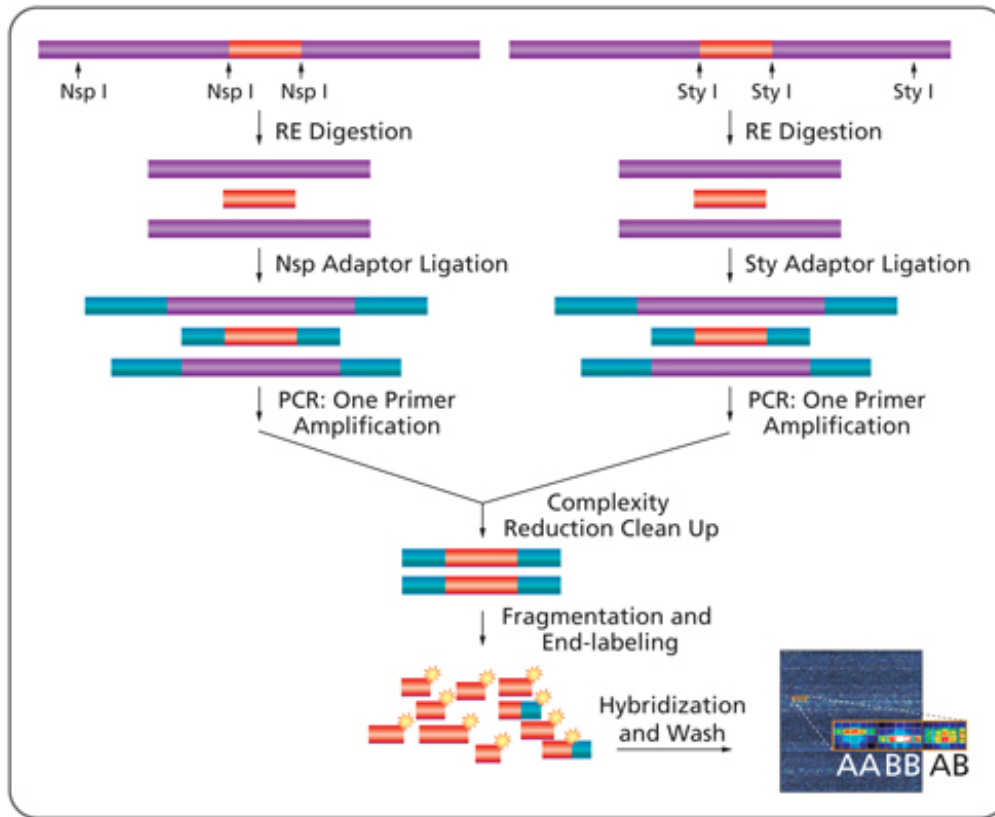 Nsp I Nsp I Nsp I
Sty I Sty I Sty I
RE Digestion
RE Digestion
Nsp Adaptor Ligation
Sty Adaptor Ligation
PCR: One Primer
Amplification
PCR: One Primer
Amplification
Complexity
Reduction Clean Up
Fragmentation and
End-labeling
Hybridization
and Wash
AA BB AB